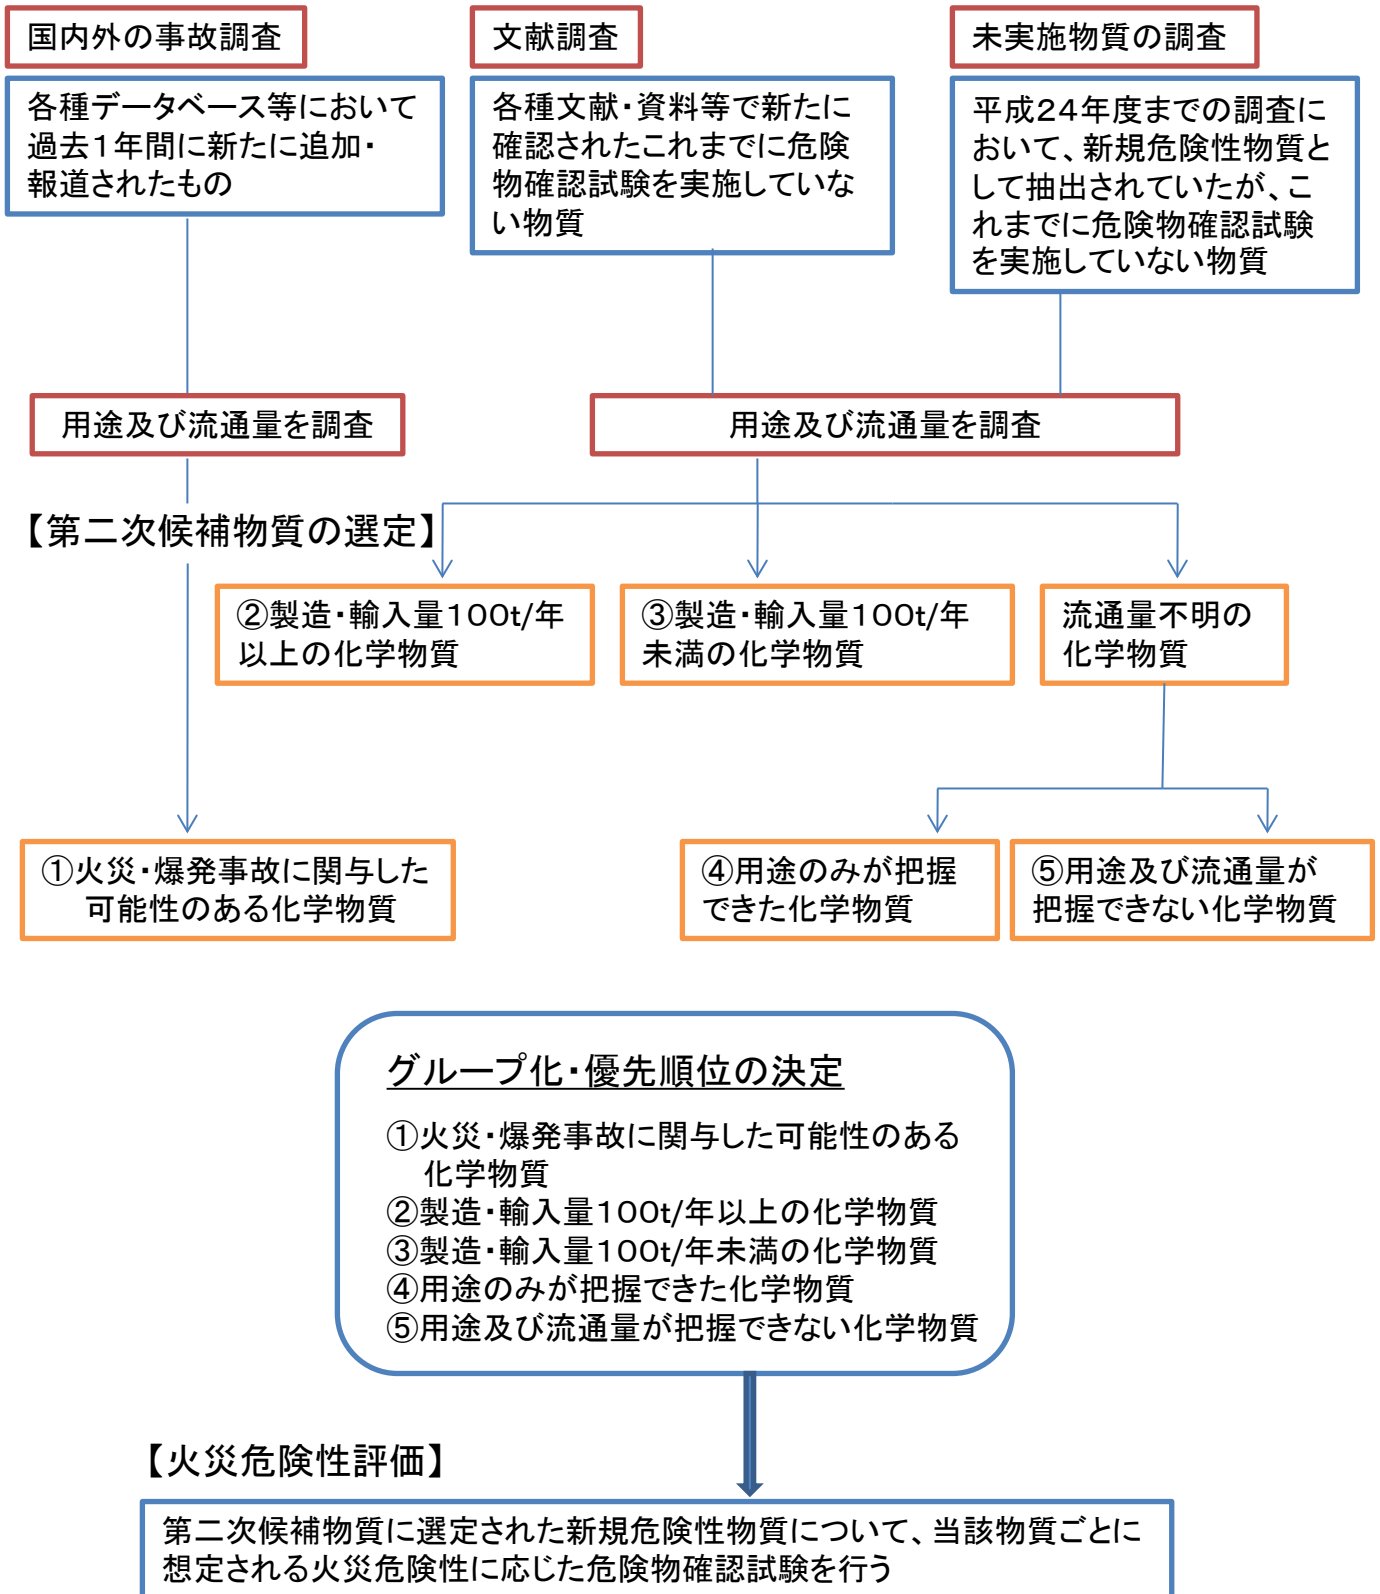 国内外の事故調査
各種データベース等において
過去1年間に新たに追加・
報道されたもの
文献調査
各種文献・資料等で新たに
確認されたこれまでに危険
物確認試験を実施していな
い物質
未実施物質の調査
平成24年度までの調査に
おいて、新規危険性物質と
して抽出されていたが、こ
れまでに危険物確認試験
を実施していない物質
用途及び流通量を調査
用途及び流通量を調査
【第二次候補物質の選定】
②製造・輸入量100t/年
以上の化学物質
③製造・輸入量100t/年
未満の化学物質
流通量不明の
化学物質
①火災・爆発事故に関与した
可能性のある化学物質
④用途のみが把握
できた化学物質
⑤用途及び流通量が
把握できない化学物質
グループ化・優先順位の決定
①火災・爆発事故に関与した可能性のある
化学物質
②製造・輸入量100t/年以上の化学物質
③製造・輸入量100t/年未満の化学物質
④用途のみが把握できた化学物質
⑤用途及び流通量が把握できない化学物質
【火災危険性評価】
第二次候補物質に選定された新規危険性物質について、当該物質ごとに
想定される火災危険性に応じた危険物確認試験を行う